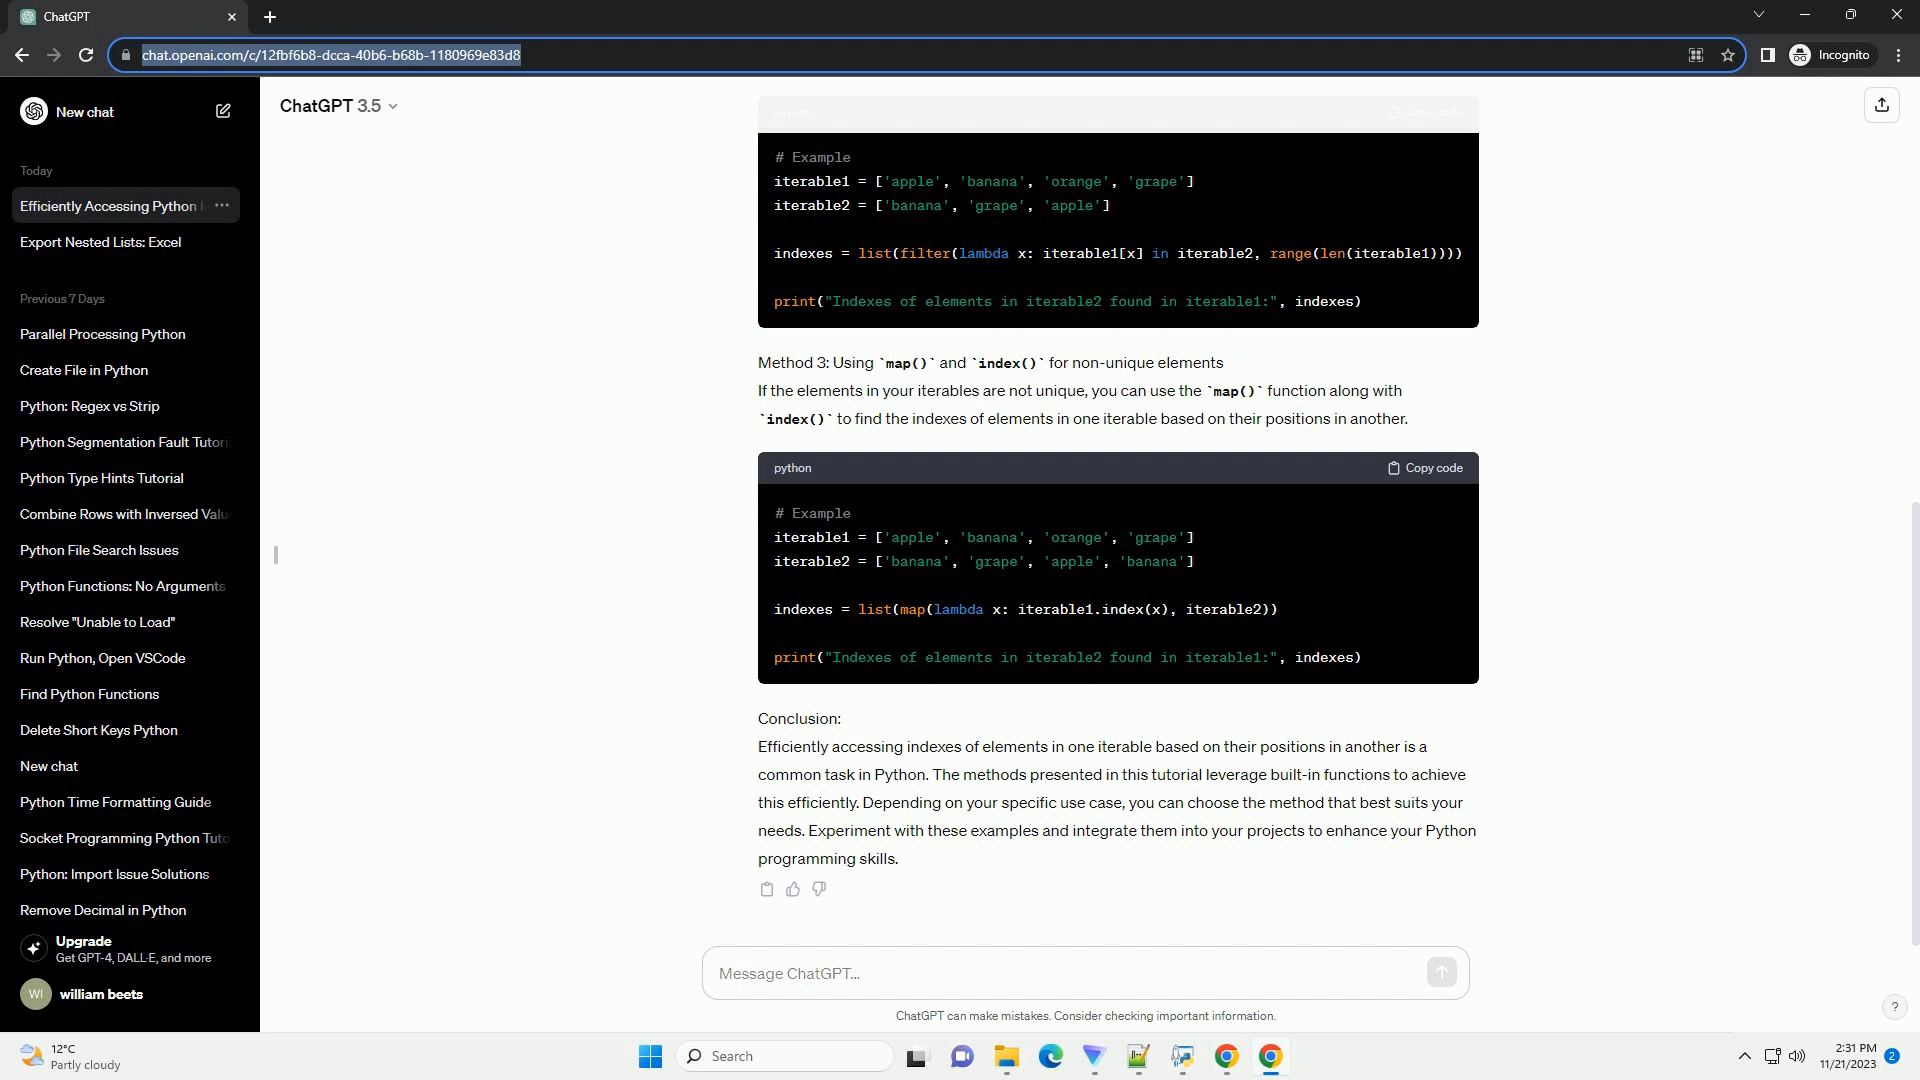 ChatGPT
chat.openai.com/c/12fbf6b8-dcca-40b6-b68b-1180969e83d8
Incognito
New chat
Today
Efficiently Accessing Python
Export Nested Lists: Excel
Previous 7 Days
Parallel Processing Python
Create File in Python
Python: Regex vs Strip
Python Segmentation Fault Tutori
Python Type Hints Tutorial
Combine Rows with Inversed Valu
Python File Search Issues
Python Functions: No Arguments
Resolve "Unable to Load"
Run Python, Open VSCode
Find Python Functions
Delete Short Keys Python
New chat
Python Time Formatting Guide
Socket Programming Python Tuto
Python: Import Issue Solutions
Remove Decimal in Python
Upgrade
Get GPT-4, DALL·E, and more
WI william beets
ChatGPT 3.5
# Example
iterable1 = ['apple', 'banana', 'orange', 'grape']
iterable2 = ['banana', 'grape', 'apple']
indexes = list(filter(lambda x: iterable1[x] in iterable2, range(len(iterable1))))
print("Indexes of elements in iterable2 found in iterable1:", indexes)
Method 3: Using `map()` and `index()` for non-unique elements
If the elements in your iterables are not unique, you can use the `map()` function along with
`index()` to find the indexes of elements in one iterable based on their positions in another.
python Copy code
# Example
iterable1 = ['apple', 'banana', 'orange', 'grape']
iterable2 = ['banana', 'grape', 'apple', 'banana']
indexes = list(map(lambda x: iterable1.index(x), iterable2))
print("Indexes of elements in iterable2 found in iterable1:", indexes)
Conclusion:
Efficiently accessing indexes of elements in one iterable based on their positions in another is a
common task in Python. The methods presented in this tutorial leverage built-in functions to achieve
this efficiently. Depending on your specific use case, you can choose the method that best suits your
needs. Experiment with these examples and integrate them into your projects to enhance your Python
programming skills.
Message ChatGPT...
ChatGPT can make mistakes. Consider checking important information.
?
12°C
Partly cloudy
Search
2:31 PM
11/21/2023
2